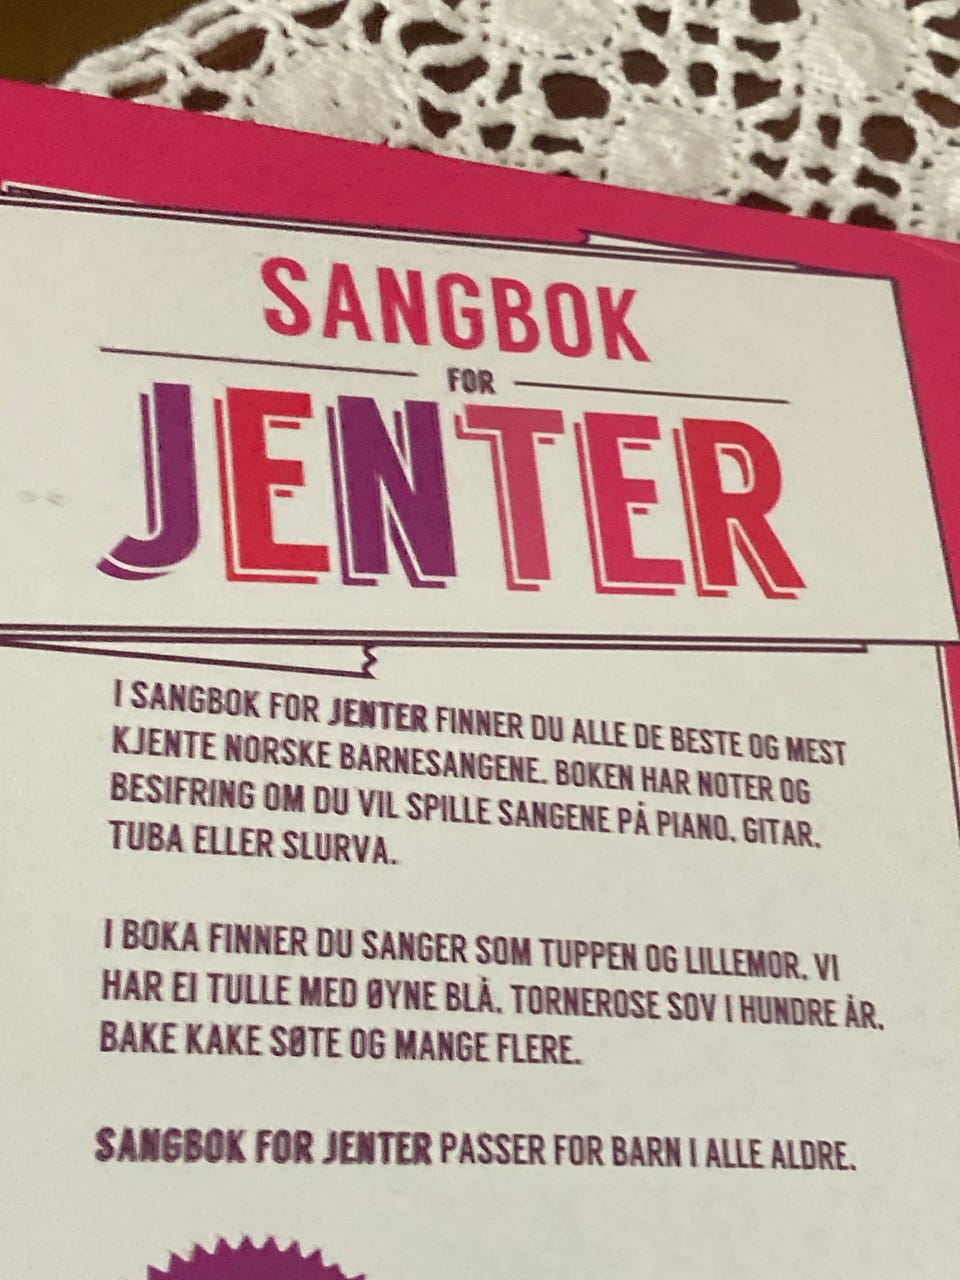 SANGBOK
FOR
JENTER
I SANGBOK FOR JENTER FINNER DU ALLE DE BESTE OG MEST
KJENTE NORSKE BARNESANGENE. BOKEN HAR NOTER OG
BESIFRING OM DU VIL SPILLE SANGENE PÅ PIANO, GITAR,
TUBA ELLER SLURVA.
I BOKA FINNER DU SANGER SOM TUPPEN OG LILLEMOR, VI
HAR EI TULLE MED ØYNE BLÅ, TORNEROSE SOV I HUNDRE ÅR,
BAKE KAKE SØTE OG MANGE FLERE.
SANGBOK FOR JENTER PASSER FOR BARN I ALLE ALDRE.